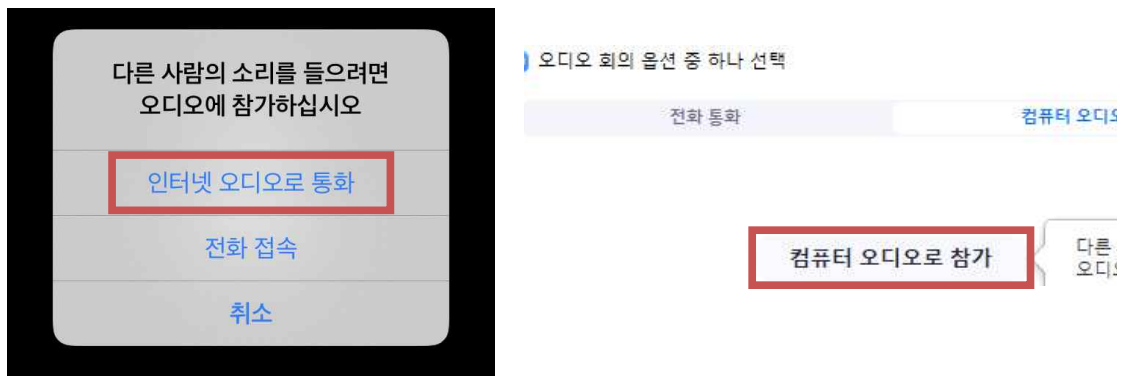 다른 사람의 소리를 들으려면
오디오에 참가하십시오
인터넷 오디오로 통화
전화 접속
취소
오디오 회의 옵션 중 하나 선택
전화 통화
컴퓨터 오디오
컴퓨터 오디오로 참가
다른